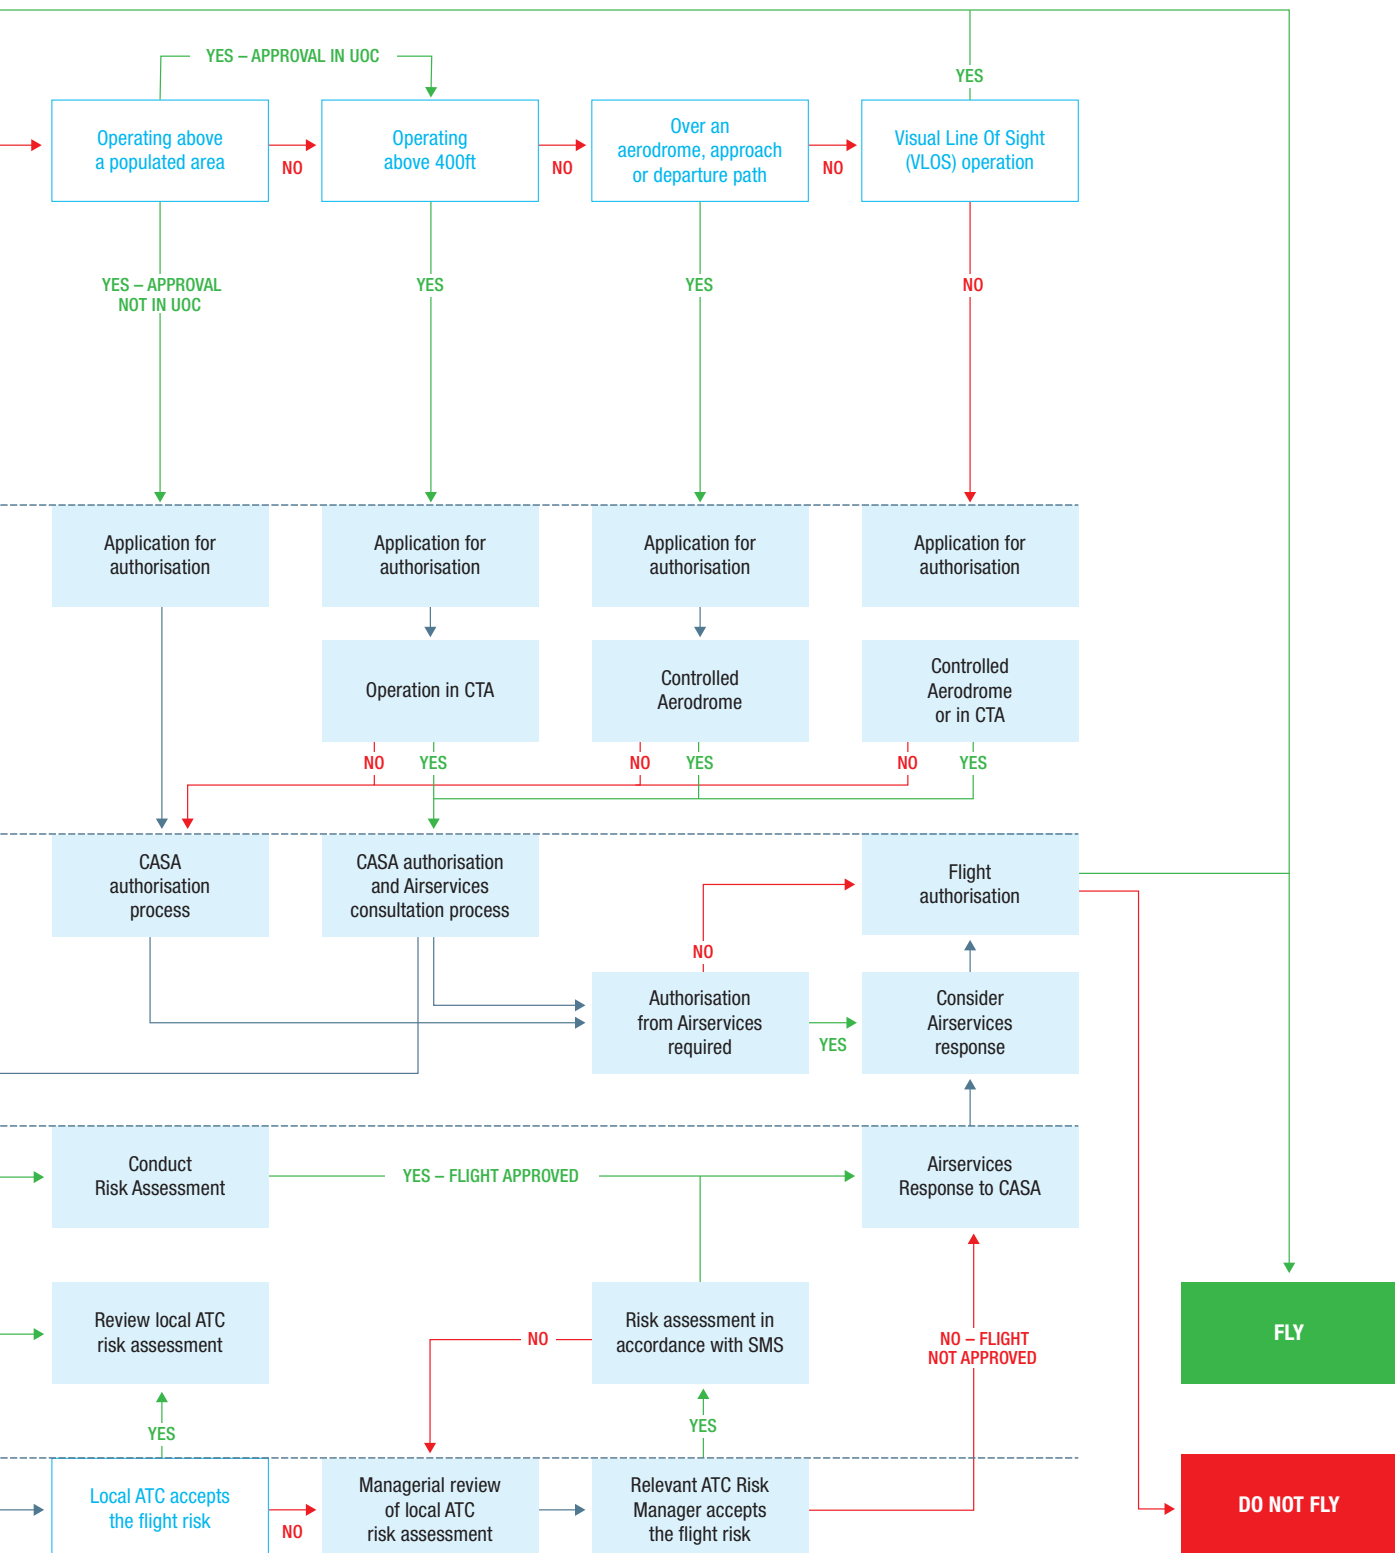 YES – APPROVAL IN UOC
YES
Operating above
a populated area
NO
Operating
above 400ft
NO
Over an
aerodrome, approach
or departure path
NO
Visual Line Of Sight
(VLOS) operation
YES – APPROVAL
NOT IN UOC
YES
YES
NO
Application for
authorisation
Application for
authorisation
Application for
authorisation
Application for
authorisation
Operation in CTA
Controlled
Aerodrome
Controlled
Aerodrome
or in CTA
NO
YES
NO
YES
NO
YES
CASA
authorisation
process
CASA authorisation
and Airservices
consultation process
Flight
authorisation
NO
Authorisation
from Airservices
required
YES
Consider
Airservices
response
Conduct
Risk Assessment
YES – FLIGHT APPROVED
Airservices
Response to CASA
Review local ATC
risk assessment
NO
Risk assessment in
accordance with SMS
NO – FLIGHT
NOT APPROVED
FLY
YES
YES
Local ATC accepts
the flight risk
NO
Managerial review
of local ATC
risk assessment
Relevant ATC Risk
Manager accepts
the flight risk
DO NOT FLY